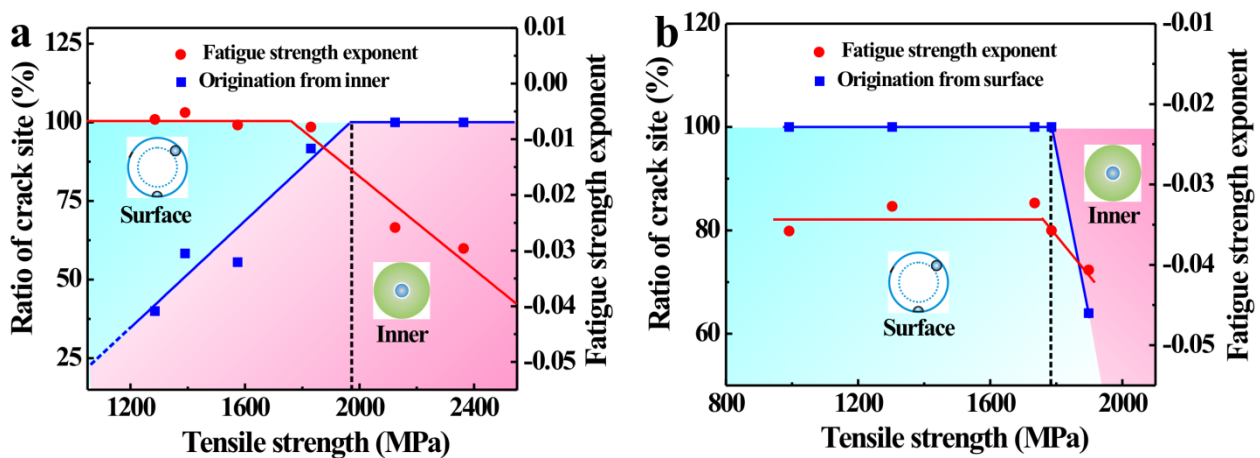 a
Ratio of crack site (%)
125
100
75
50
25
Fatigue strength exponent
Origination from inner
Surface
Inner
0.01
0.00
-0.01
-0.02
-0.03
-0.04
-0.05
Fatigue strength exponent
1200 1600 2000 2400
Tensile strength (MPa)
b
Ratio of crack site (%)
120
100
80
60
Fatigue strength exponent
Origination from surface
Inner
Surface
-0.01
-0.02
-0.03
-0.04
-0.05
Fatigue strength exponent
800 1200 1600 2000
Tensile strength (MPa)